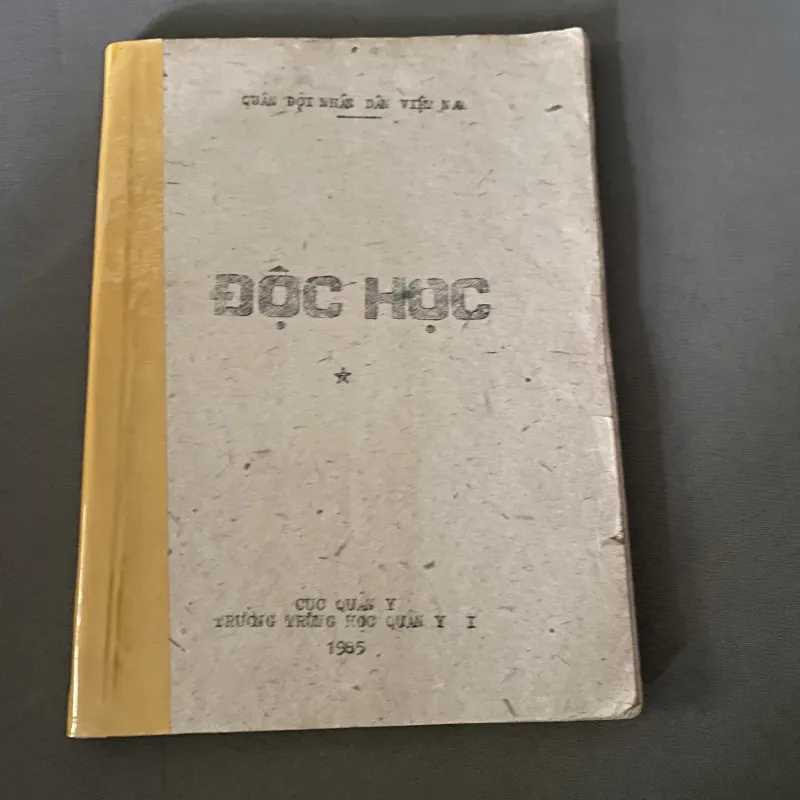 QUÂN ĐỘI NHÂN DÂN VIỆT NAM
ĐỘC HỌC
CỤC QUÂN Y
TRƯỜNG TRUNG HỌC QUÂN Y I
1985